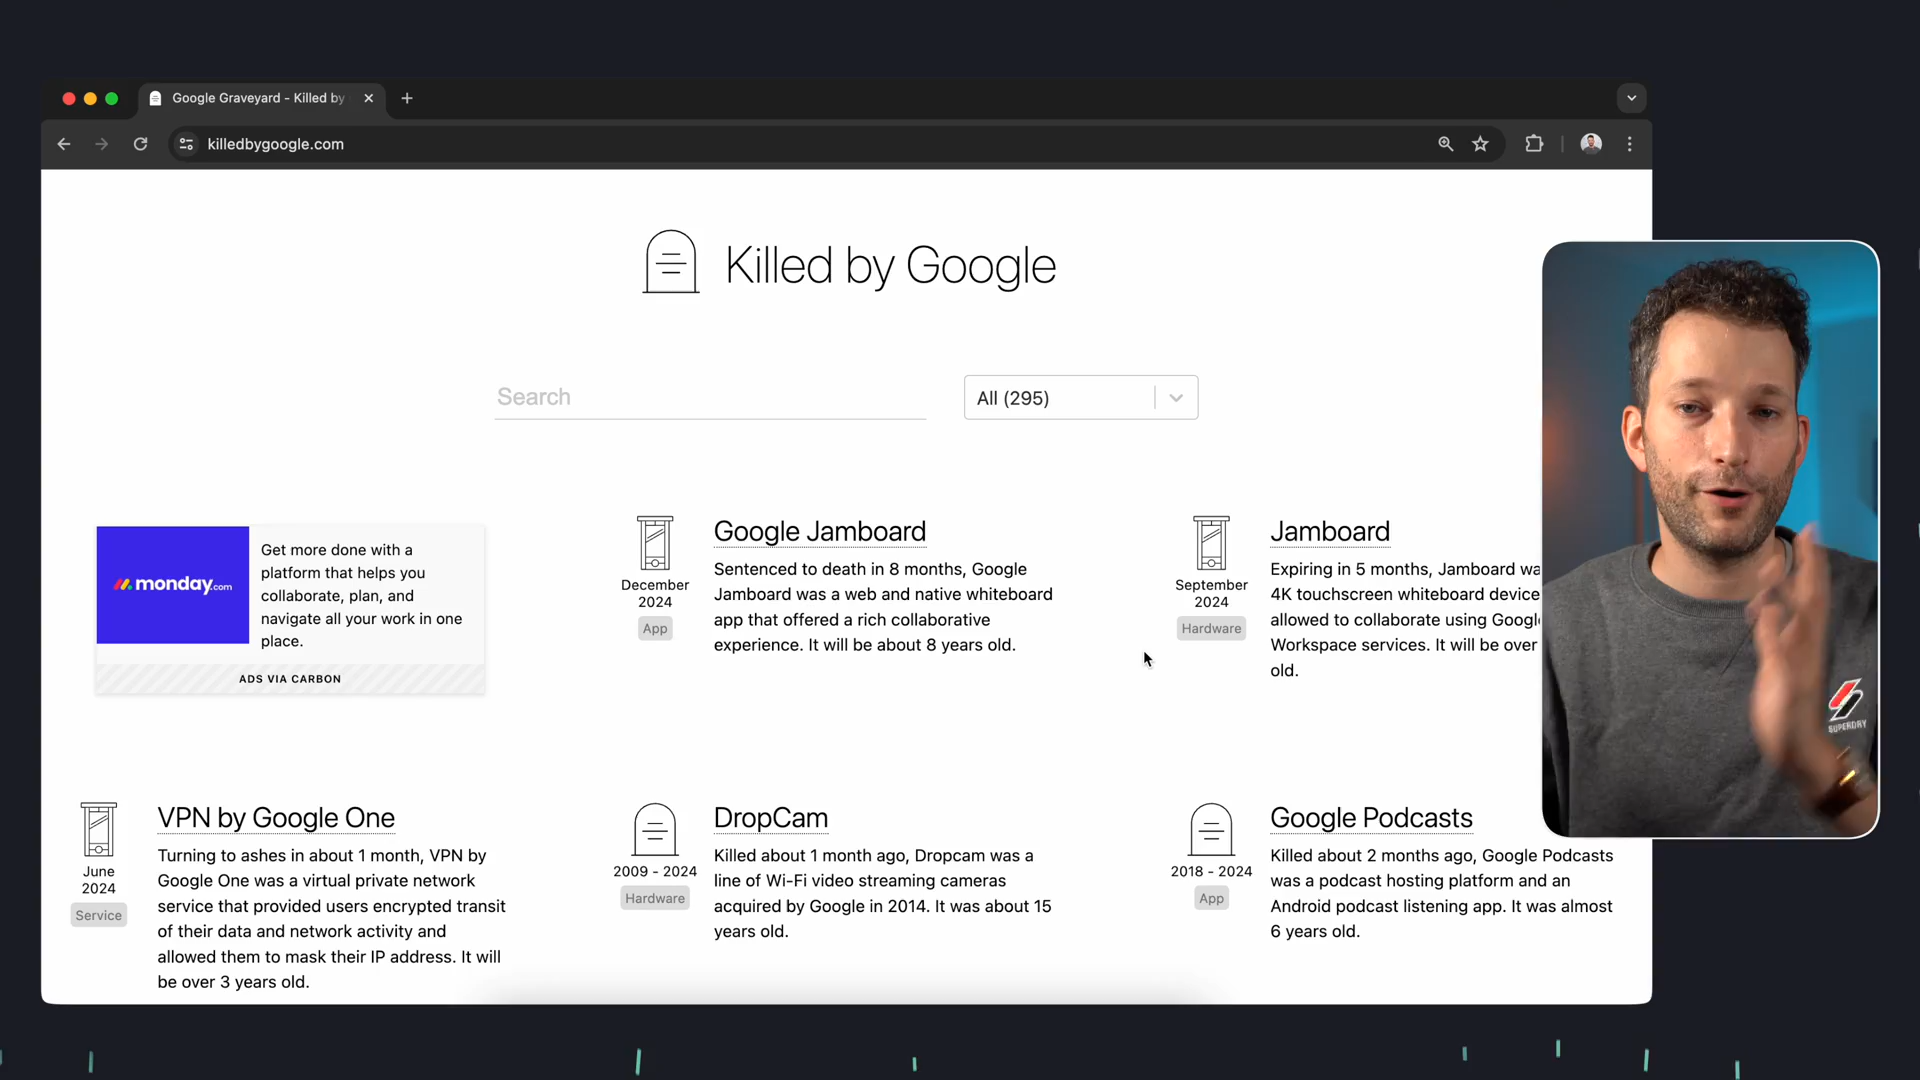 Google Graveyard - Killed by
killedbygoogle.com
Killed by Google
Search
All (295)
monday.com
Get more done with a
platform that helps you
collaborate, plan, and
navigate all your work in one
place.
ADS VIA CARBON
December
2024
App
Google Jamboard
Sentenced to death in 8 months, Google
Jamboard was a web and native whiteboard
app that offered a rich collaborative
experience. It will be about 8 years old.
September
2024
Hardware
Jamboard
Expiring in 5 months, Jamboard wa
4K touchscreen whiteboard device
allowed to collaborate using Googl
Workspace services. It will be over
old.
SUPERDRY
June
2024
Service
VPN by Google One
Turning to ashes in about 1 month, VPN by
Google One was a virtual private network
service that provided users encrypted transit
of their data and network activity and
allowed them to mask their IP address. It will
be over 3 years old.
2009 - 2024
Hardware
DropCam
Killed about 1 month ago, Dropcam was a
line of Wi-Fi video streaming cameras
acquired by Google in 2014. It was about 15
years old.
2018 - 2024
App
Google Podcasts
Killed about 2 months ago, Google Podcasts
was a podcast hosting platform and an
Android podcast listening app. It was almost
6 years old.